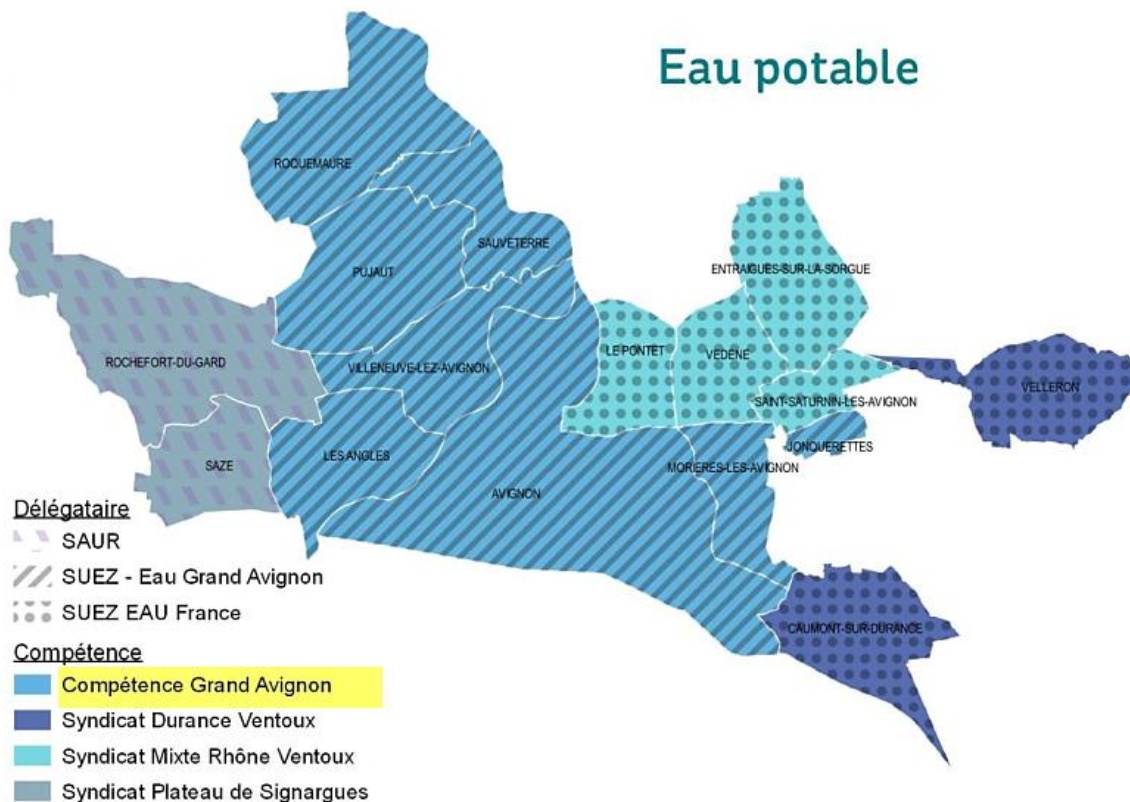 Eau potable
ROQUEMAURE
SAUVETERRE
PUJAUT
ENTRAIGUES-SUR-LA-SORGUE
ROCHEFORT-DU-GARD
VILLENEUVE-LEZ-AVIGNON
LE PONTET
VEDENE
VELLERON
SAINT-SATURNIN-LES-AVIGNON
JONQUERETTES
LES ANGLES
SAZE
MORIERES-LES-AVIGNON
AVIGNON
CAUMONT-SUR-DURANCE
Délégataire
SAUR
SUEZ - Eau Grand Avignon
SUEZ EAU France
Compétence
Compétence Grand Avignon
Syndicat Durance Ventoux
Syndicat Mixte Rhône Ventoux
Syndicat Plateau de Signargues